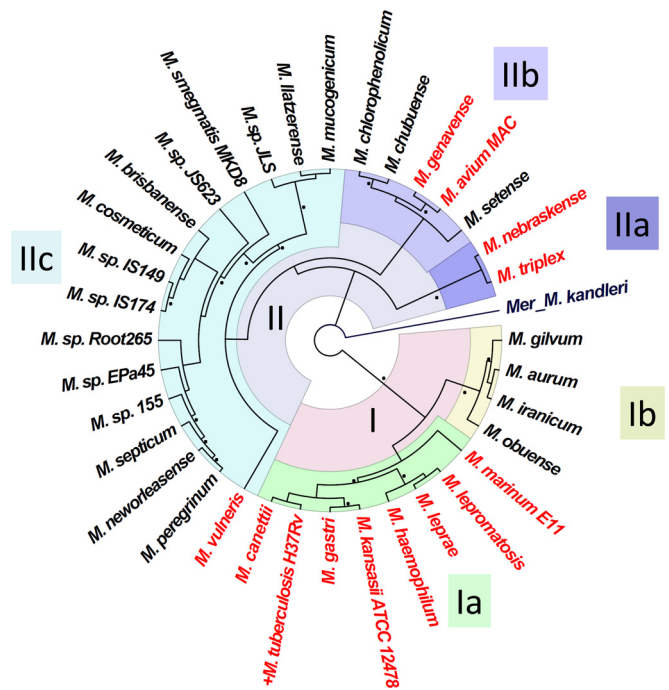 M. smegmatis MKD8
M. sp. JLS
M. llatzerense
M. mucogenicum
M. chlorophenolicum
M. chubuense
M. genavense
M. avium MAC
M. setense
M. nebraskense
M. triplex
Mer_M. kandleri
M. gilvum
M. aurum
M. iranicum
M. obuense
M. marinum E11
M. lepromatosis
M. leprae
M. haemophilum
M. kansasii ATCC 12478
M. gastri
+M. tuberculosis H37Rv
M. canettii
M. vulneris
M. peregrinum
M. neworleasense
M. septicum
M. sp. 155
M. sp. EPa45
M. sp. Root265
M. sp. IS174
M. sp. IS149
M. cosmeticum
M. brisbanense
M. sp. JS623
IIb
IIa
IIc
II
I
Ib
Ia